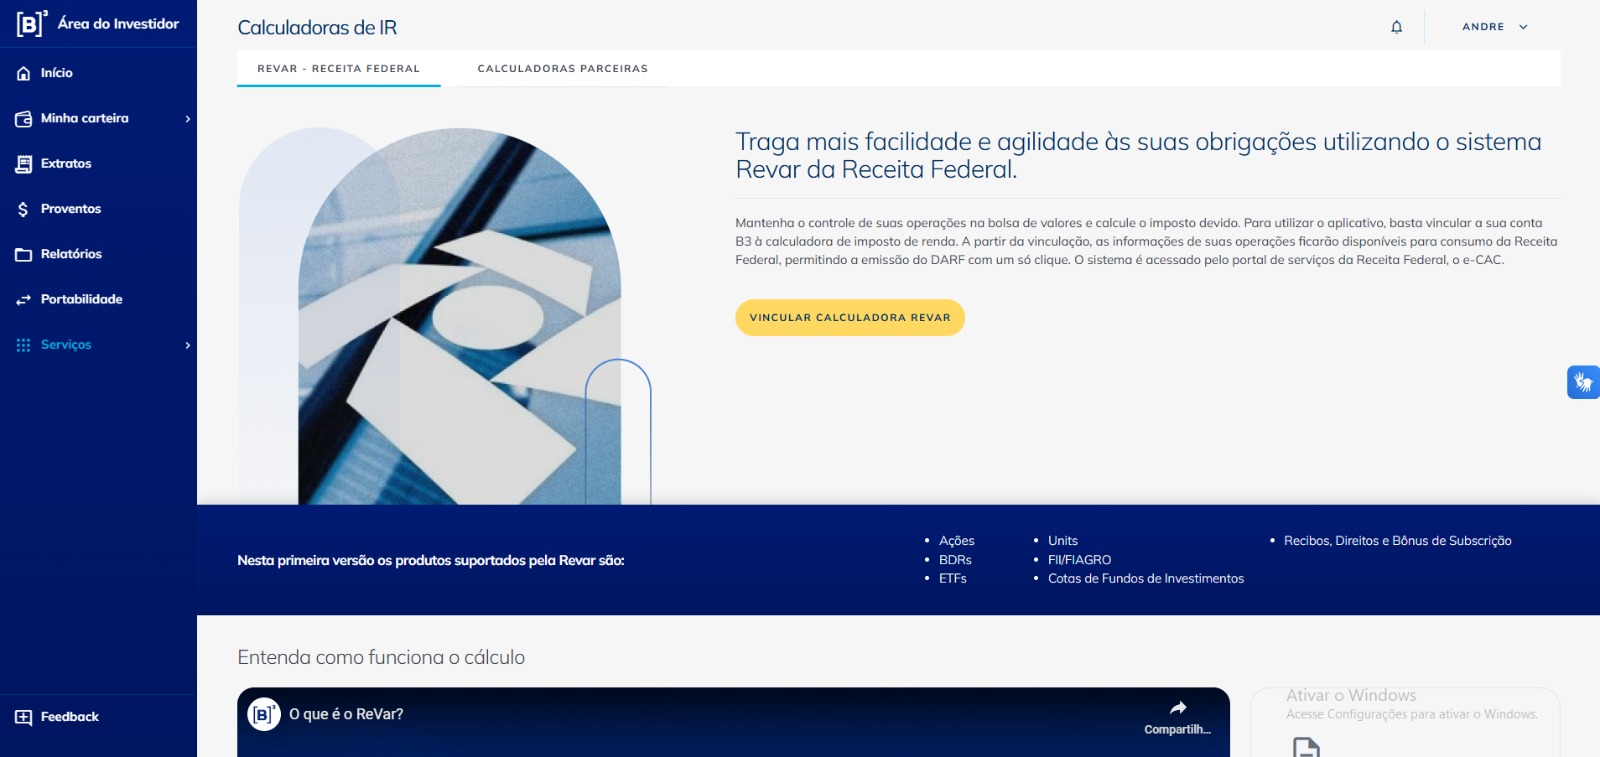 [B]³ Área do Investidor
Início
Minha carteira
Extratos
Proventos
Relatórios
Portabilidade
Serviços
Feedback
Calculadoras de IR
ANDRE
REVAR - RECEITA FEDERAL
CALCULADORAS PARCEIRAS
Traga mais facilidade e agilidade às suas obrigações utilizando o sistema
Revar da Receita Federal.
Mantenha o controle de suas operações na bolsa de valores e calcule o imposto devido. Para utilizar o aplicativo, basta vincular a sua conta
B3 à calculadora de imposto de renda. A partir da vinculação, as informações de suas operações ficarão disponíveis para consumo da Receita
Federal, permitindo a emissão do DARF com um só clique. O sistema é acessado pelo portal de serviços da Receita Federal, o e-CAC.
VINCULAR CALCULADORA REVAR
Nesta primeira versão os produtos suportados pela Revar são:
• Ações
• BDRs
• ETFs
• Units
• FII/FIAGRO
• Cotas de Fundos de Investimentos
• Recibos, Direitos e Bônus de Subscrição
Entenda como funciona o cálculo
[B]³ O que é o ReVar?
Compartilh...
Ativar o Windows
Acesse Configurações para ativar o Windows.